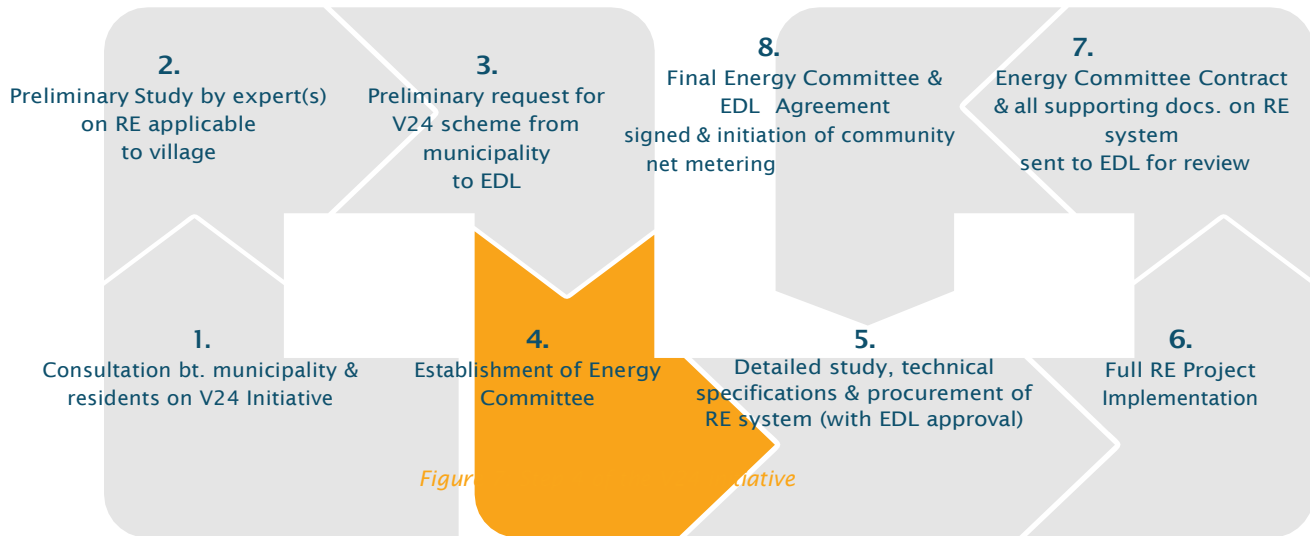 2.
Preliminary Study by expert(s)
on RE applicable
to village
3.
Preliminary request for
V24 scheme from
municipality
to EDL
8.
Final Energy Committee &
EDL Agreement
signed & initiation of community
net metering
7.
Energy Committee Contract
& all supporting docs. on RE
system
sent to EDL for review
1.
Consultation bt. municipality &
residents on V24 Initiative
4.
Establishment of Energy
Committee
5.
Detailed study, technical
specifications & procurement of
RE system (with EDL approval)
6.
Full RE Project
Implementation